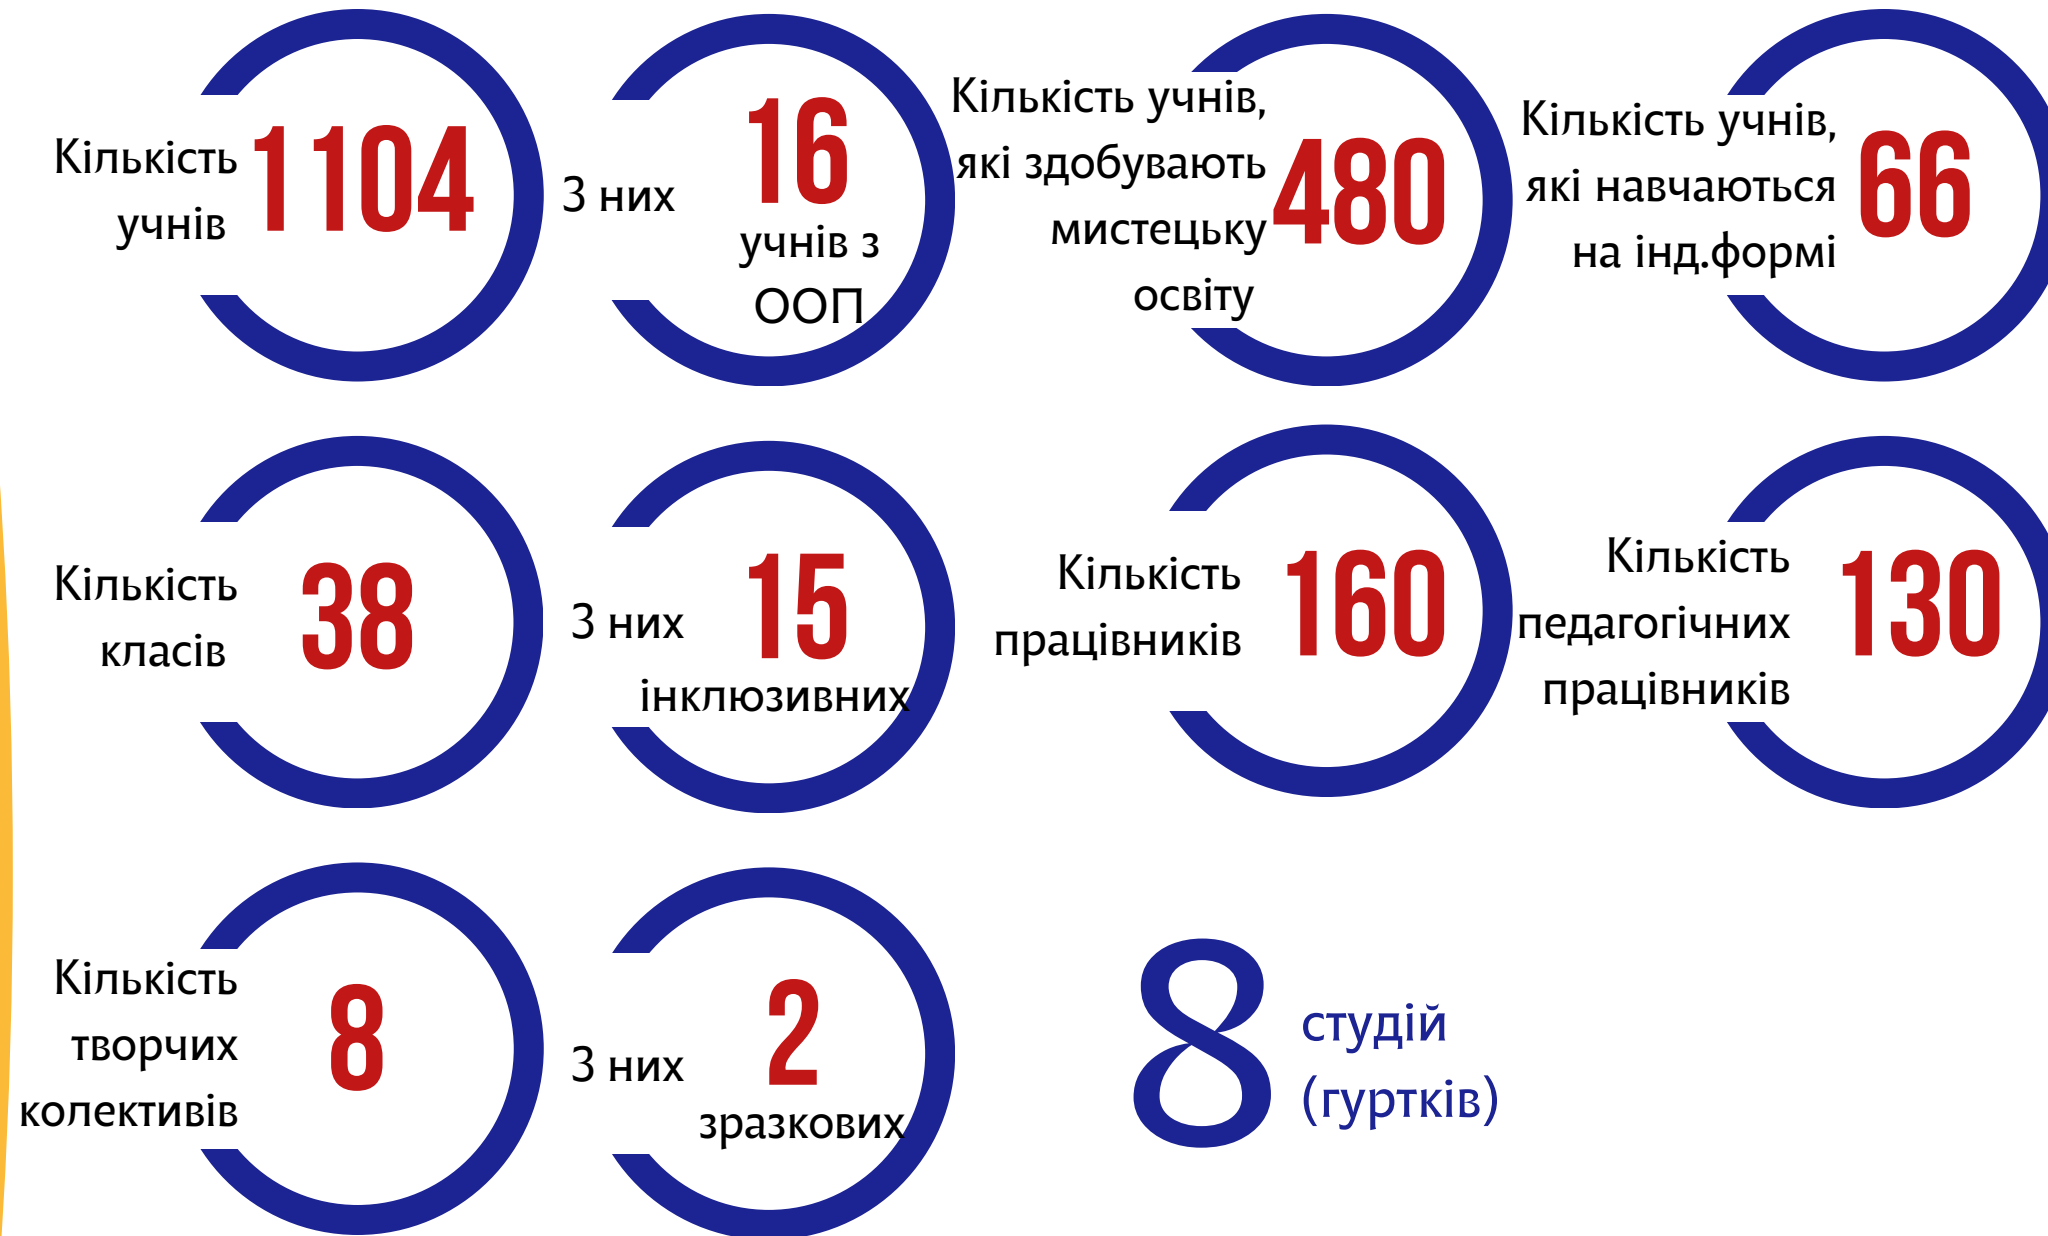 Кількість
учнів
1104
З них
16
учнів з
ООП
Кількість учнів,
які здобувають
мистецьку
освіту
480
Кількість учнів,
які навчаються
на інд.формі
66
Кількість
класів
38
З них
15
інклюзивних
Кількість
працівників
160
Кількість
педагогічних
працівників
130
Кількість
творчих
колективів
8
З них
2
зразкових
8
студій
(гуртків)